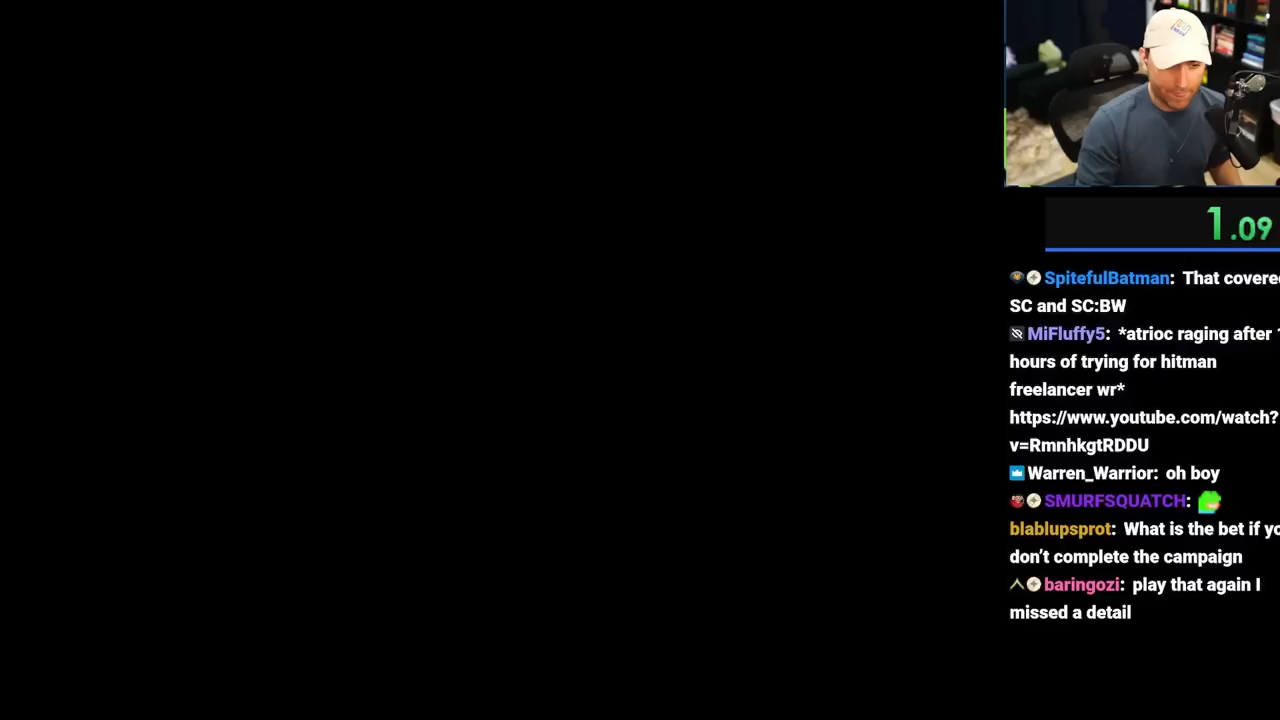 1.09
SpitefulBatman: That covered
SC and SC:BW
MiFluffy5: *atrioc raging after
hours of trying for hitman
freelancer wr*
https://www.youtube.com/watch?
v=RmnhkgtRDDU
Warren_Warrior: oh boy
SMURFSQUATCH:
blablupsprot: What is the bet if yo
don't complete the campaign
baringozi: play that again I
missed a detail